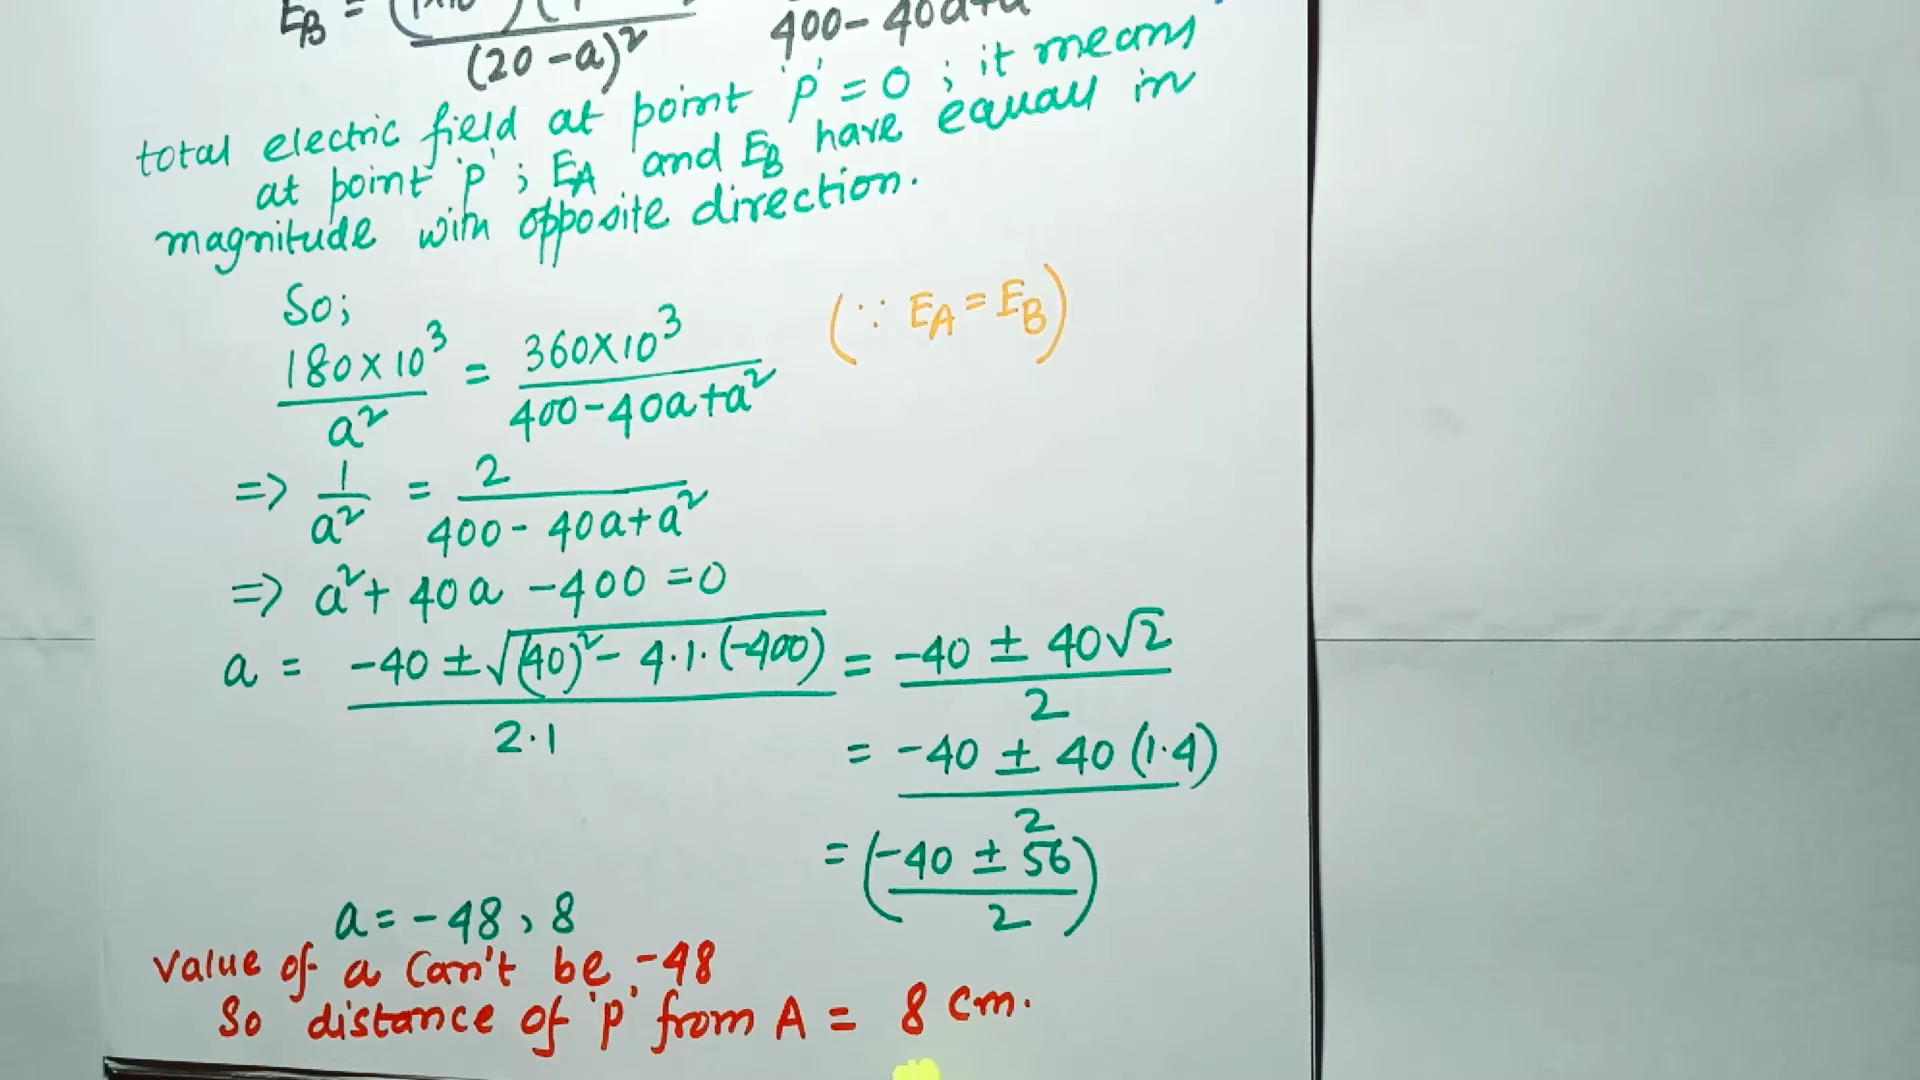 E_B =
(20-a)²
400-40a+a²
total electric field at point 'P' = 0 ; it means
at point 'P' ; E_A and E_B have equall in
magnitude with opposite direction.
So;
180×10³/a² = 360×10³/(400-40a+a²) (∵ E_A = E_B)
=> 1/a² = 2/(400-40a+a²)
=> a²+40a-400=0
a = (-40 ± √((40)²-4·1·(-400)))/(2·1) = (-40 ± 40√2)/2
= (-40 ± 40(1·4))/2
= ((-40 ± 56)/2)
a=-48, 8
Value of a Can't be -48
So distance of 'p' from A = 8 cm.